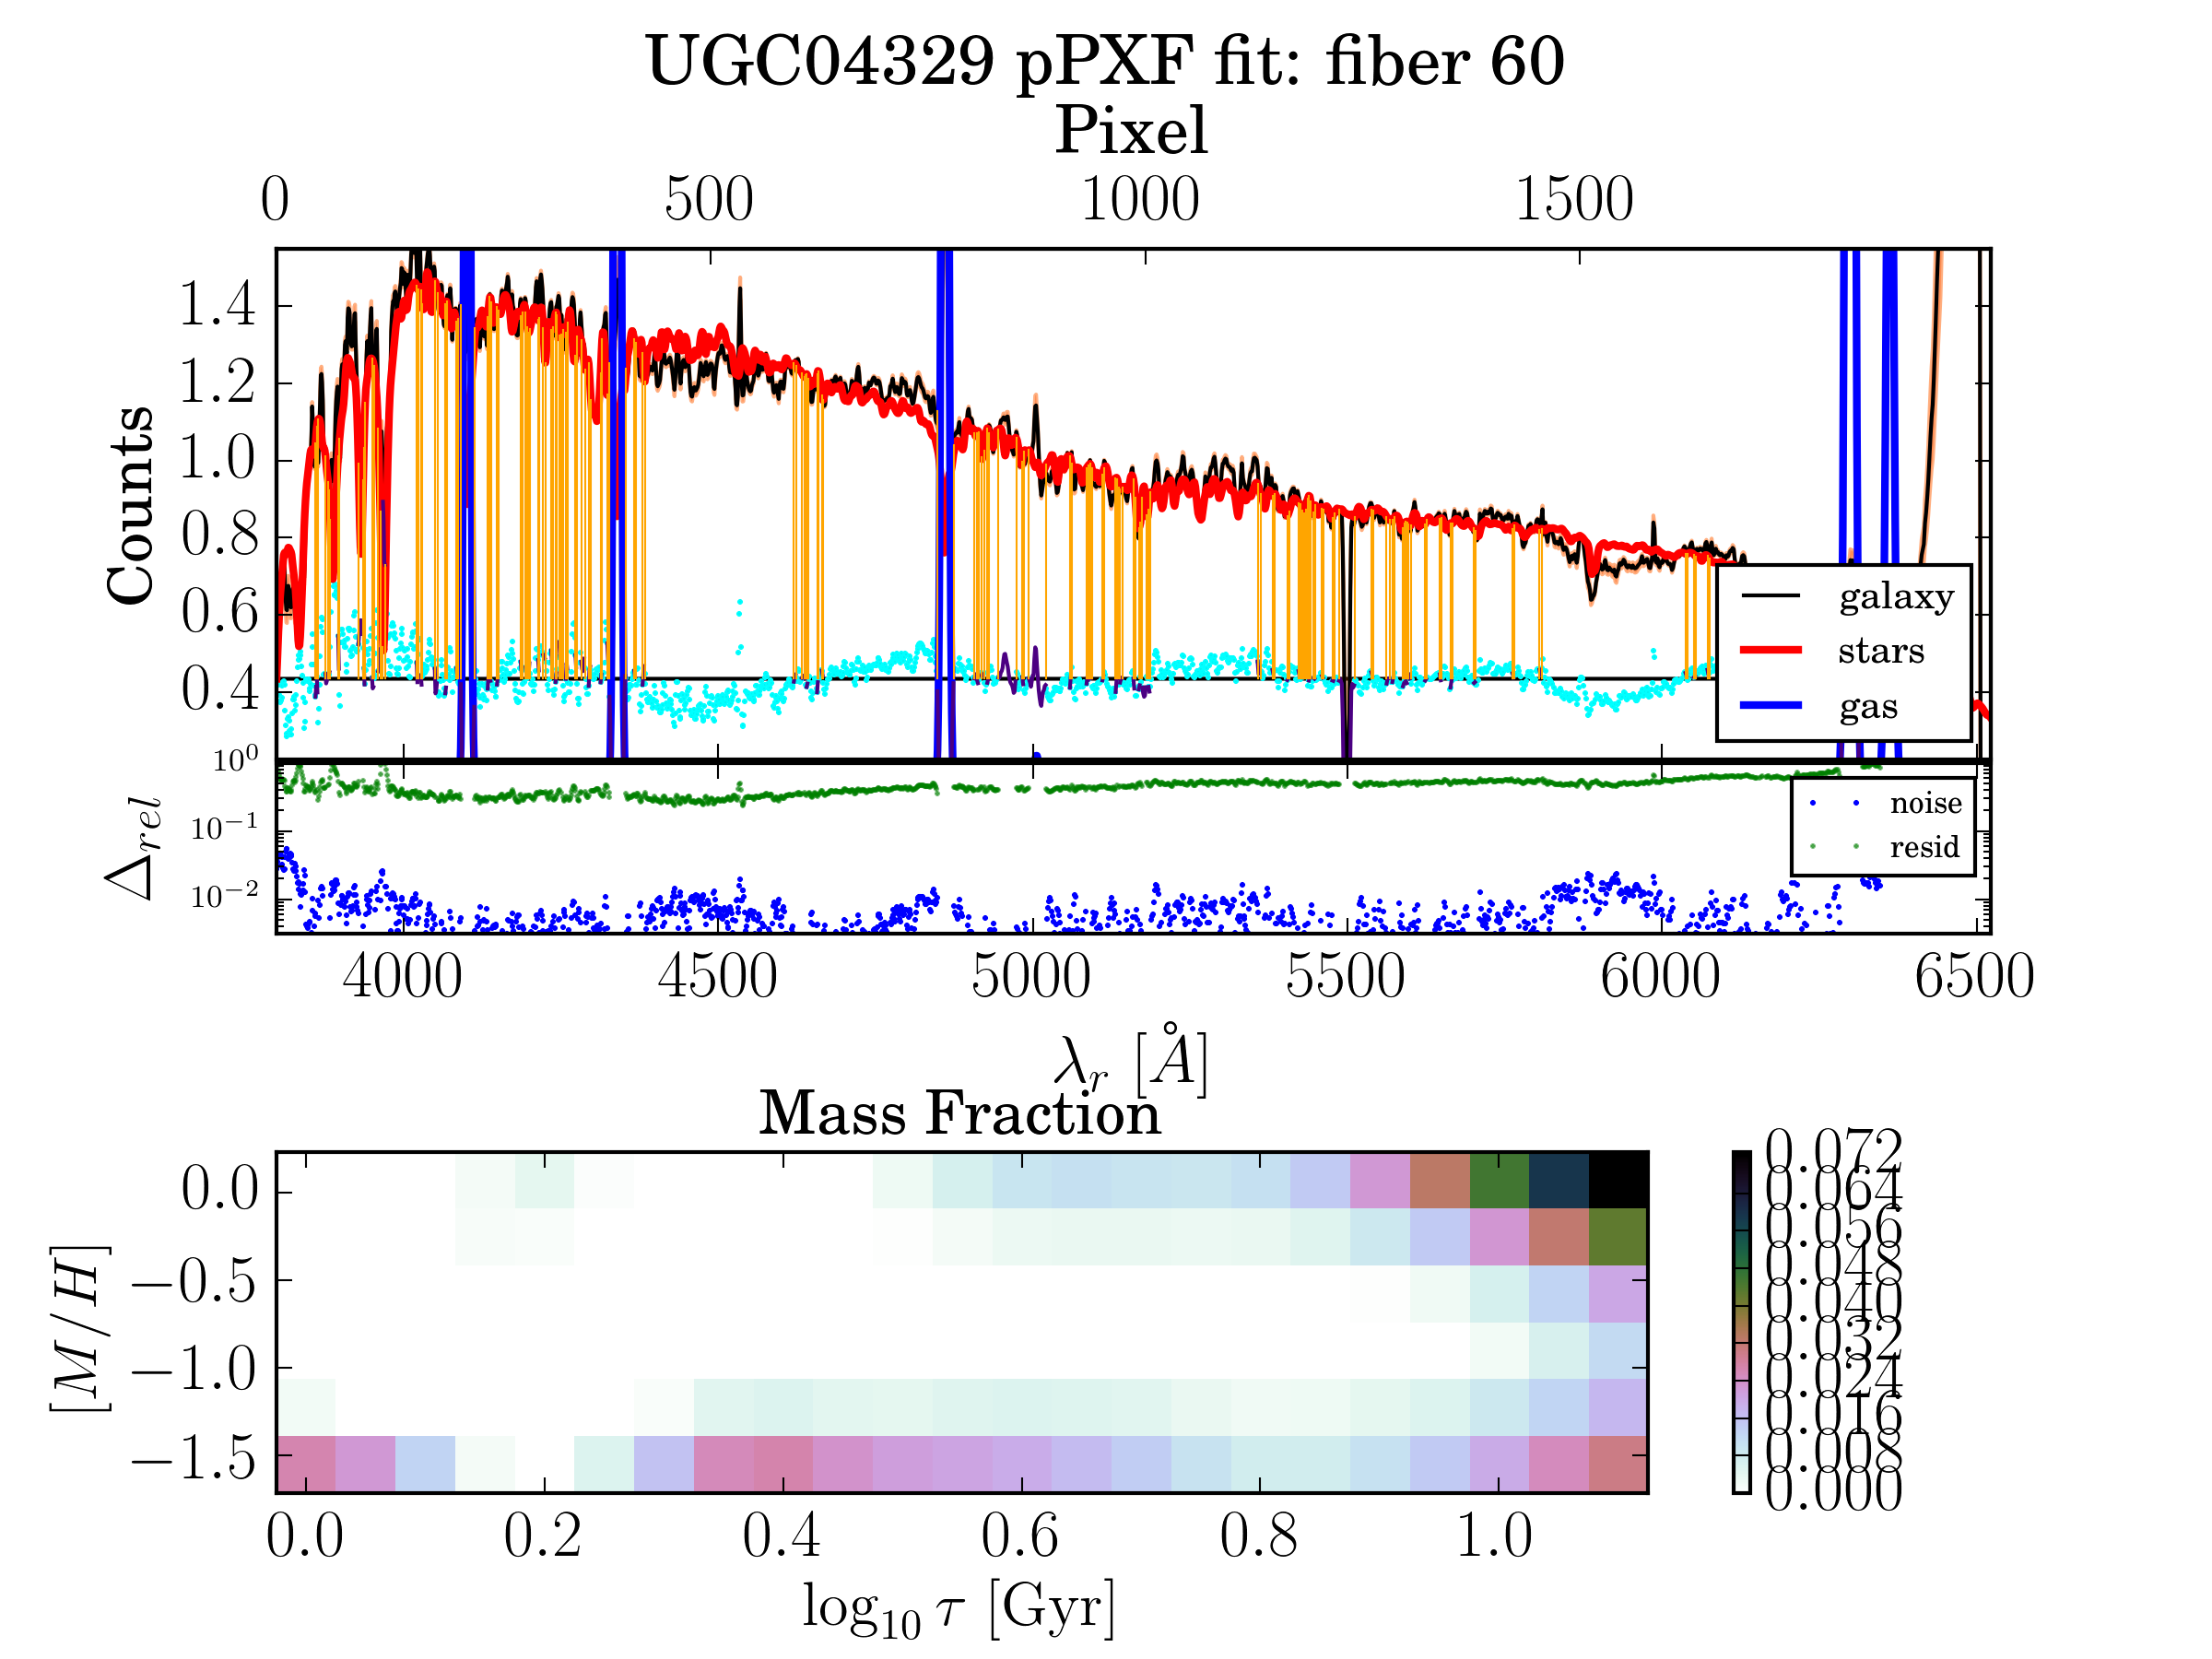 UGC04329 pPXF fit: fiber 60
Pixel
0 500 1000 1500
1.4
1.2
1.0
0.8
0.6
0.4
Counts
galaxy
stars
gas
10^0
10^-1
10^-2
Δ_rel
noise
resid
4000 4500 5000 5500 6000 6500
λ_r [Å]
Mass Fraction
0.0
−0.5
−1.0
−1.5
[M/H]
0.0 0.2 0.4 0.6 0.8 1.0
log_10 τ [Gyr]
0.072
0.064
0.056
0.048
0.040
0.032
0.024
0.016
0.008
0.000